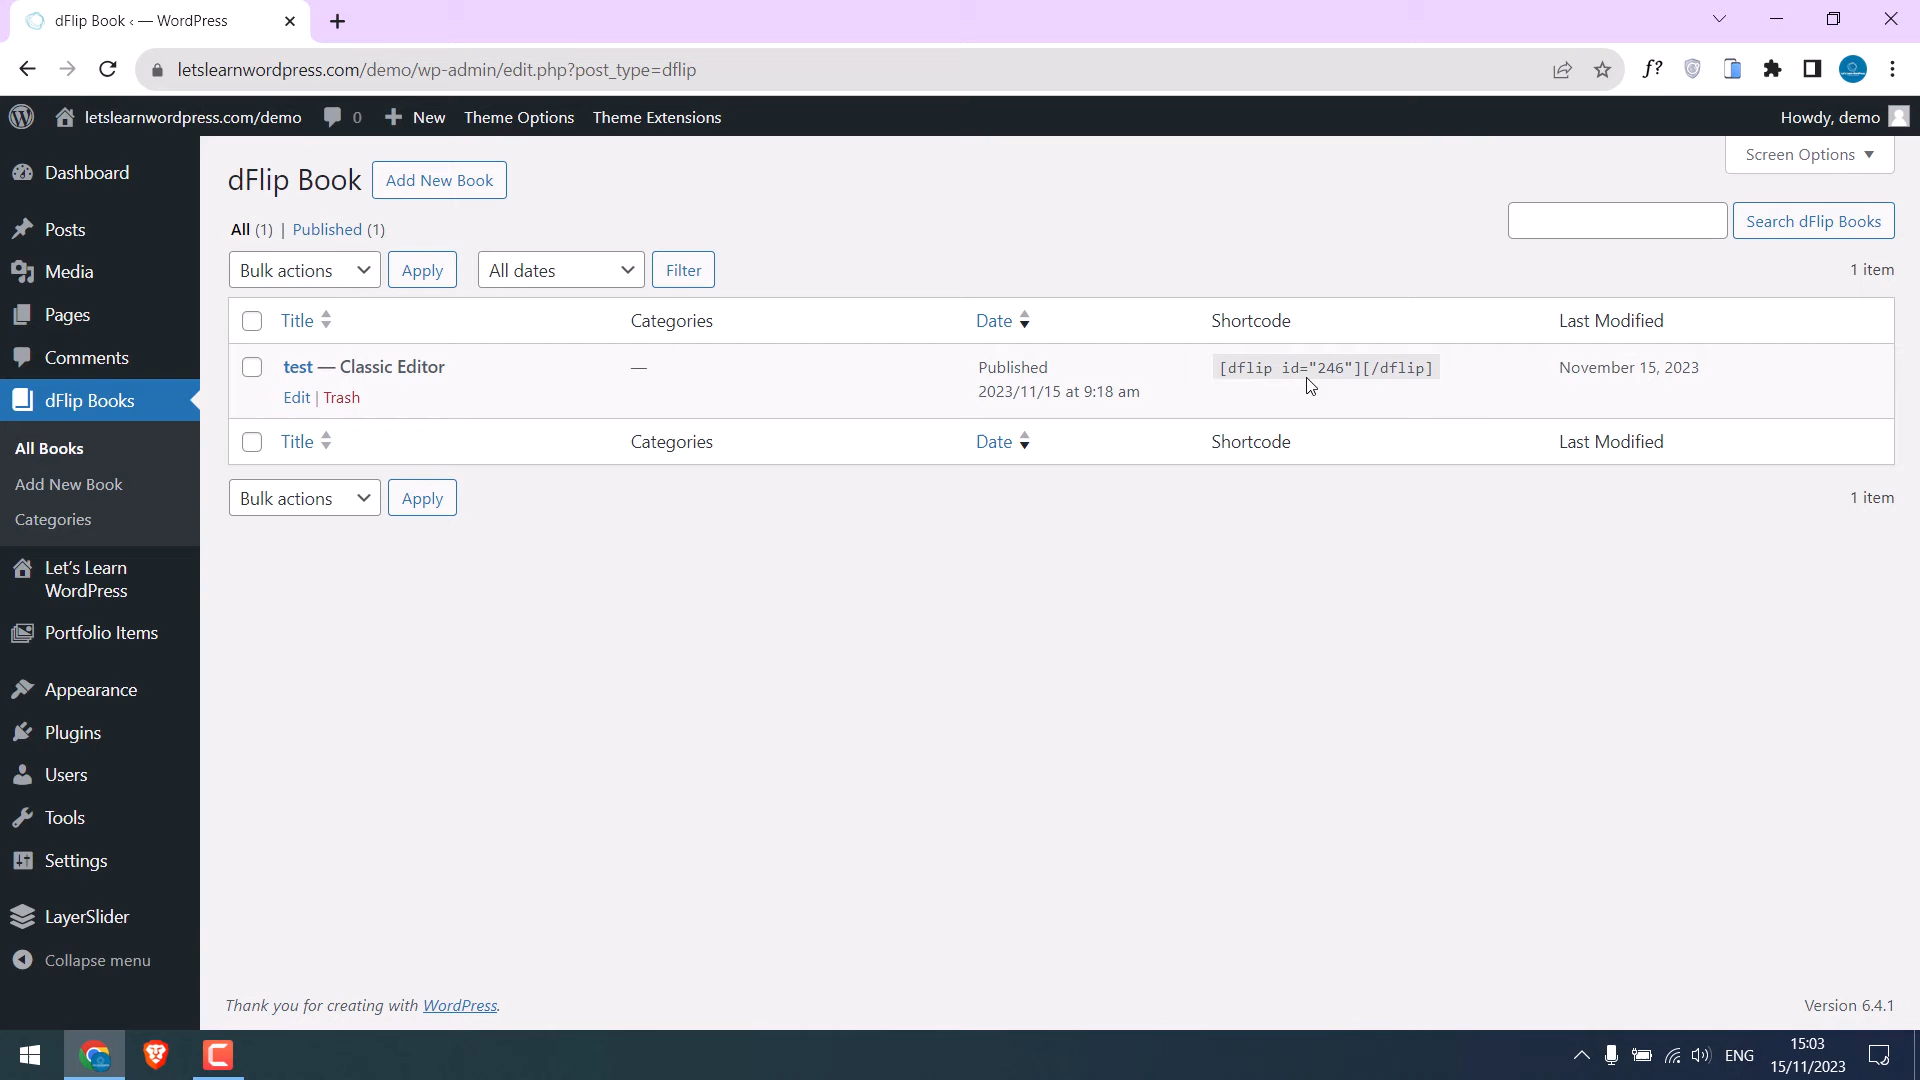 dFlip Book ‹ — WordPress
letslearnwordpress.com/demo/wp-admin/edit.php?post_type=dflip
f?
letslearnwordpress.com/demo 0 New Theme Options Theme Extensions Howdy, demo
Screen Options
Dashboard
Posts
Media
Pages
Comments
dFlip Books
All Books
Add New Book
Categories
Let's Learn
WordPress
Portfolio Items
Appearance
Plugins
Users
Tools
Settings
LayerSlider
Collapse menu
dFlip Book Add New Book
All (1) | Published (1)
Search dFlip Books
Bulk actions Apply All dates Filter 1 item
Title Categories Date Shortcode Last Modified
test — Classic Editor — Published [dflip id="246"][/dflip] November 15, 2023
2023/11/15 at 9:18 am
Edit | Trash
Title Categories Date Shortcode Last Modified
Bulk actions Apply 1 item
Thank you for creating with WordPress. Version 6.4.1
ENG
15:03
15/11/2023